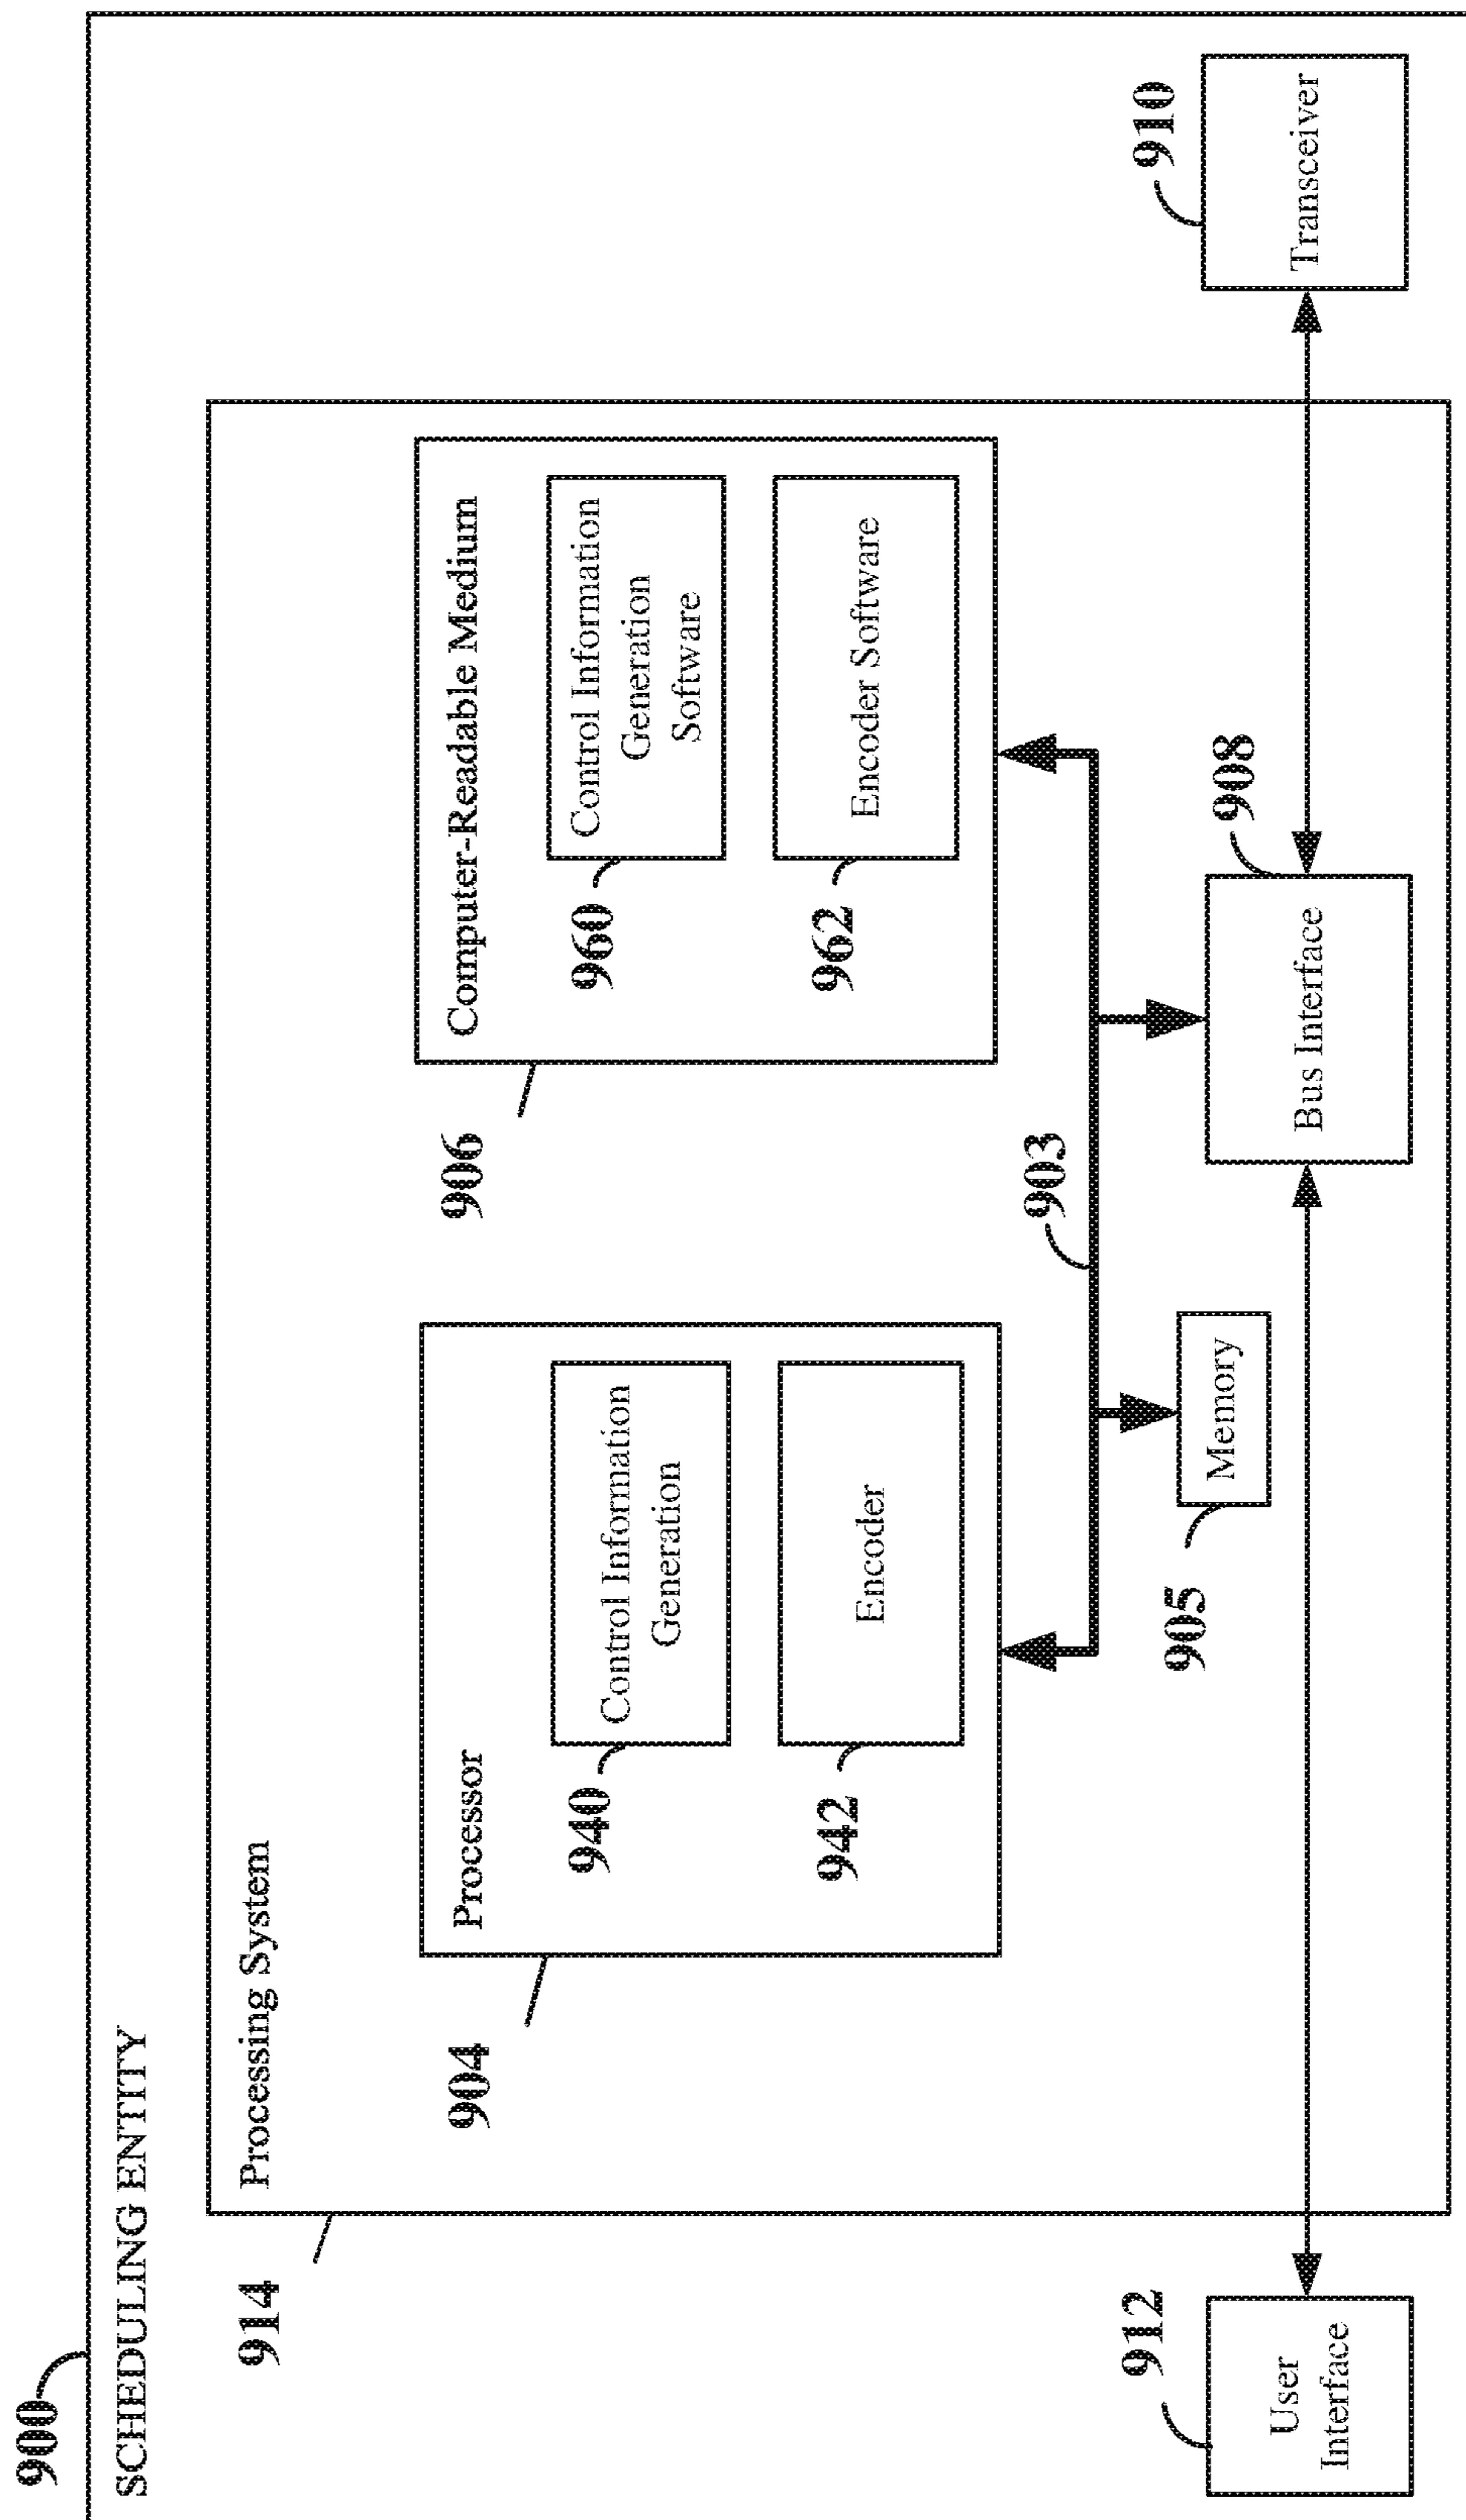 900
SCHEDULING ENTITY
914
Processing System
904
Processor
940
Control Information
Generation
942
Encoder
906
Computer-Readable Medium
960
Control Information
Generation
Software
962
Encoder Software
903
905
Memory
908
Bus Interface
912
User
Interface
910
Transceiver